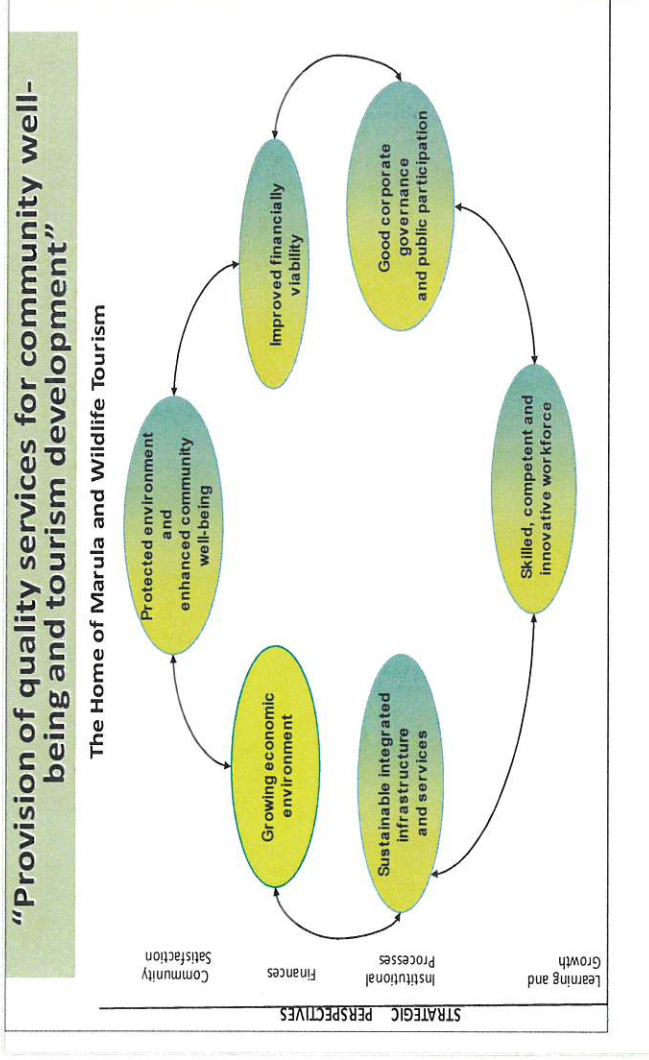 “Provision of quality services for community well-
being and tourism development”
The Home of Marula and Wildlife Tourism
STRATEGIC PERSPECTIVES
Community
Satisfaction
Protected environment
and
enhanced community
well-being
Finances
Growing economic
environment
Improved financially
viability
Institutional
Processes
Sustainable integrated
infrastructure
and services
Good corporate
governance
and public participation
Learning and
Growth
Skilled, competent and
innovative workforce